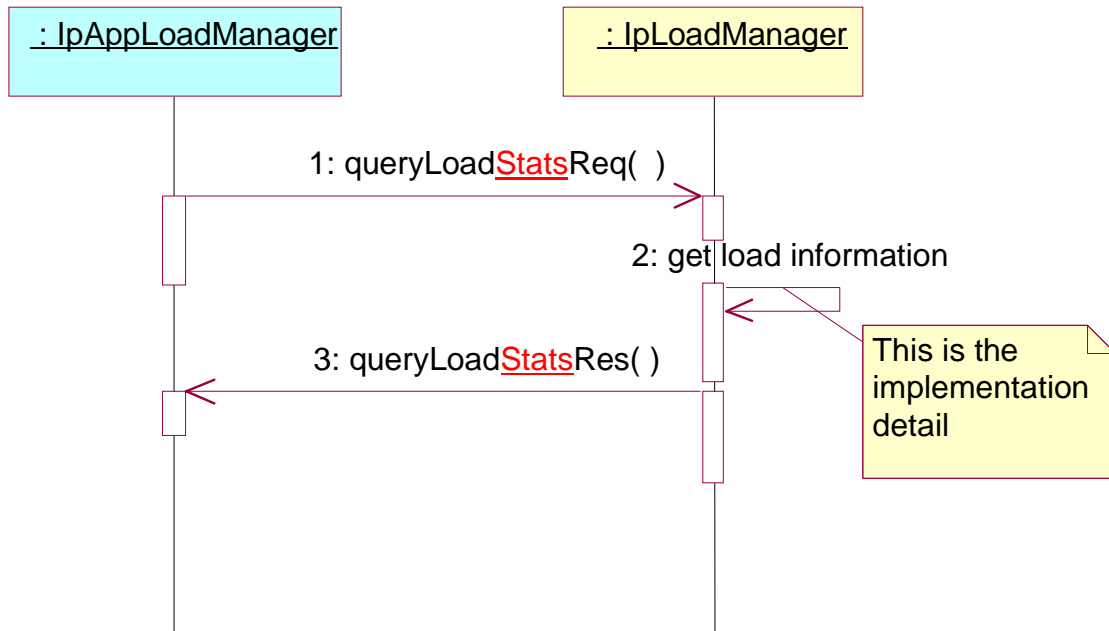 : IpAppLoadManager
: IpLoadManager
1: queryLoadStatsReq(  )
2: get load information
3: queryLoadStatsRes( )
This is the
implementation
detail